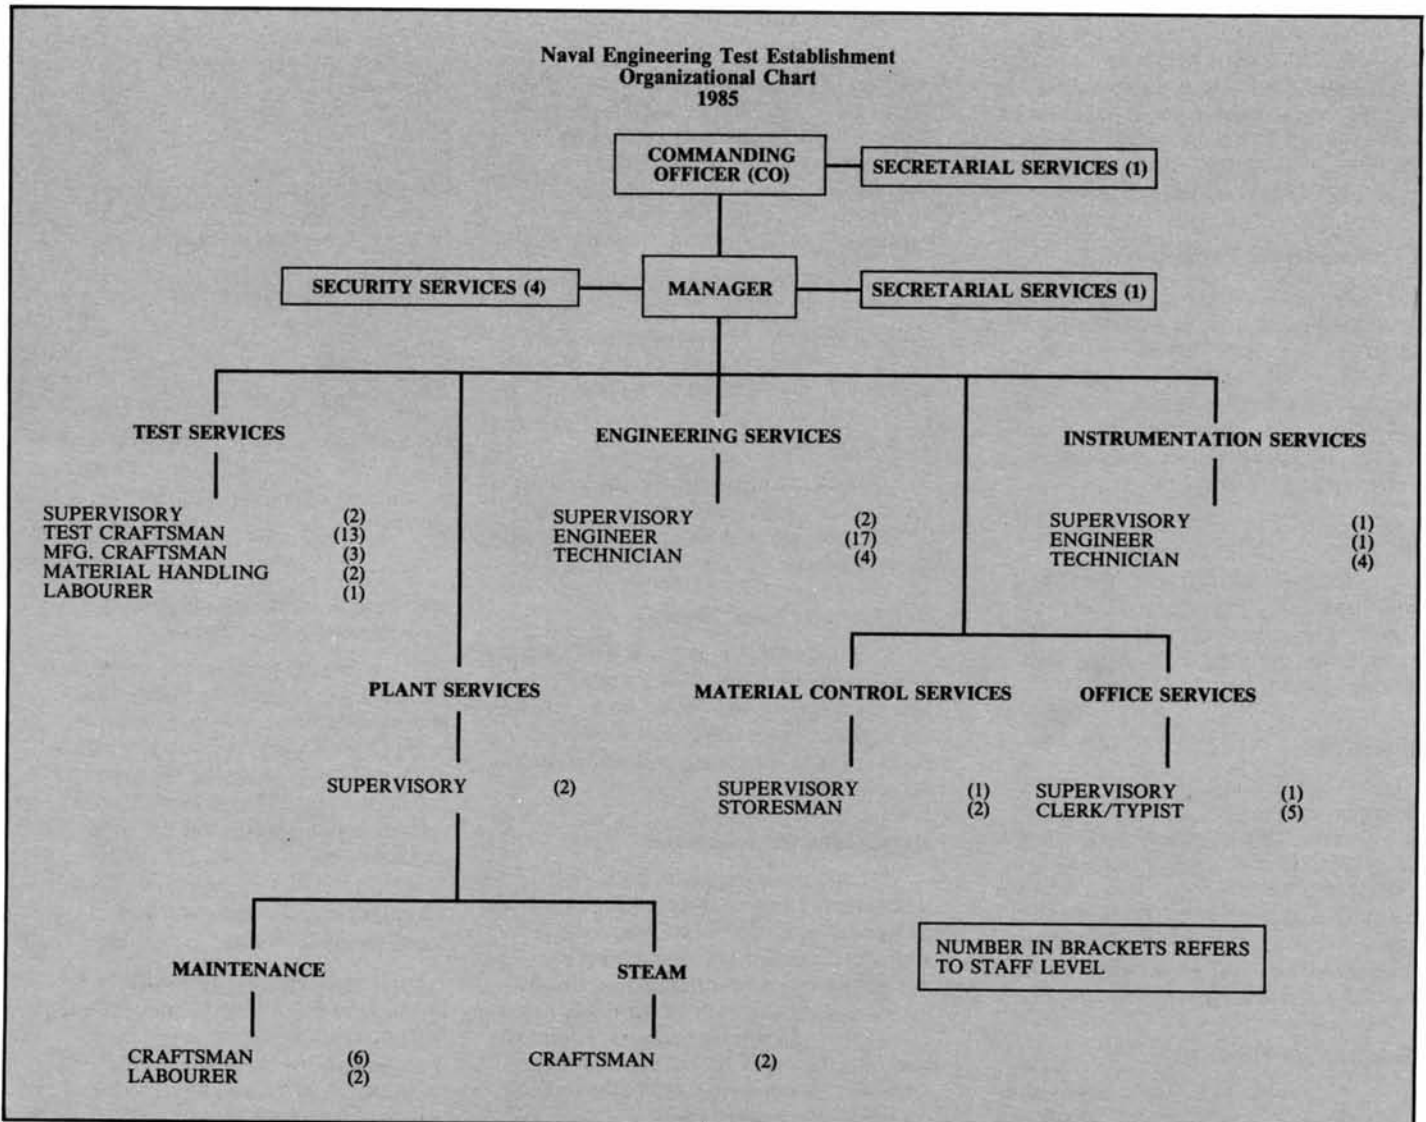 Naval Engineering Test Establishment
Organizational Chart
1985
COMMANDING
OFFICER (CO)
SECRETARIAL SERVICES (1)
SECURITY SERVICES (4)
MANAGER
SECRETARIAL SERVICES (1)
TEST SERVICES
SUPERVISORY (2)
TEST CRAFTSMAN (13)
MFG. CRAFTSMAN (3)
MATERIAL HANDLING (2)
LABOURER (1)
ENGINEERING SERVICES
SUPERVISORY (2)
ENGINEER (17)
TECHNICIAN (4)
INSTRUMENTATION SERVICES
SUPERVISORY (1)
ENGINEER (1)
TECHNICIAN (4)
PLANT SERVICES
SUPERVISORY (2)
MATERIAL CONTROL SERVICES
SUPERVISORY (1)
STORESMAN (2)
OFFICE SERVICES
SUPERVISORY (1)
CLERK/TYPIST (5)
MAINTENANCE
CRAFTSMAN (6)
LABOURER (2)
STEAM
CRAFTSMAN (2)
NUMBER IN BRACKETS REFERS
TO STAFF LEVEL